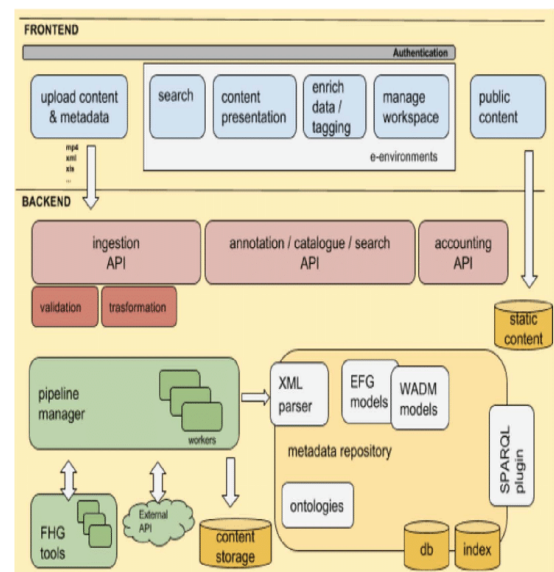 FRONTEND
Authentication
upload content
& metadata
search
content
presentation
enrich
data /
tagging
manage
workspace
public
content
e-environments
mp4
xml
xls
...
BACKEND
ingestion
API
annotation / catalogue / search
API
accounting
API
validation
trasformation
static
content
pipeline
manager
workers
XML
parser
EFG
models
WADM
models
metadata repository
SPARQL
plugin
ontologies
FHG
tools
External
API
content
storage
db
index